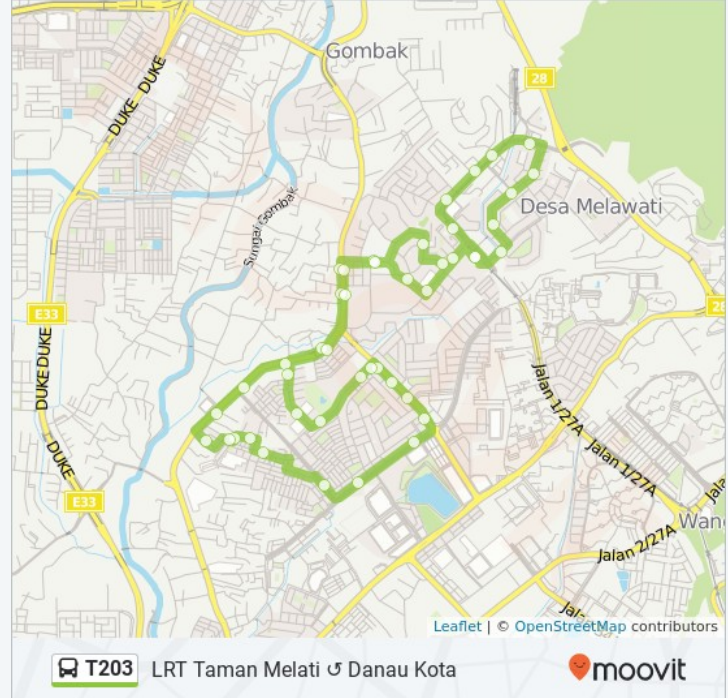 Gombak
DUKE
DUKE
28
Desa Melawati
Sungai Gombak
E33
28
DUKE
DUKE
Jalan 1/27A
DUKE
Jalan 1/27A
E33
Wang
Jalan 2/27A
Leaflet | © OpenStreetMap contributors
T203 LRT Taman Melati ↺ Danau Kota
moovit